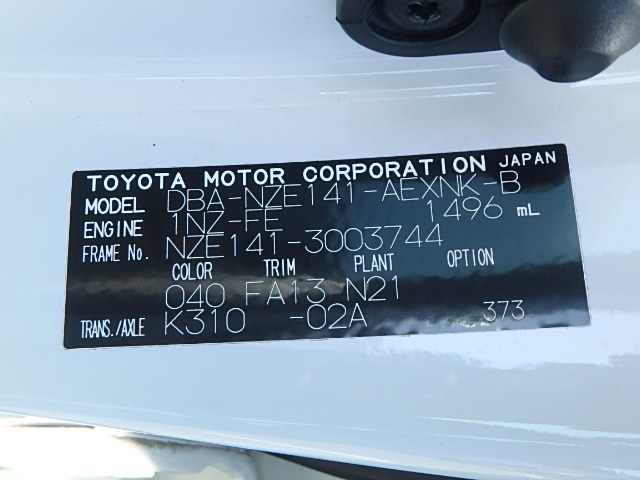 TOYOTA MOTOR CORPORATION JAPAN
MODEL DBA-NZE141-AEXNK-B
ENGINE 1NZ-FE 1496 mL
FRAME No. NZE141-3003744
COLOR TRIM PLANT OPTION
040 FA13 N21
TRANS./AXLE K310 -02A 373